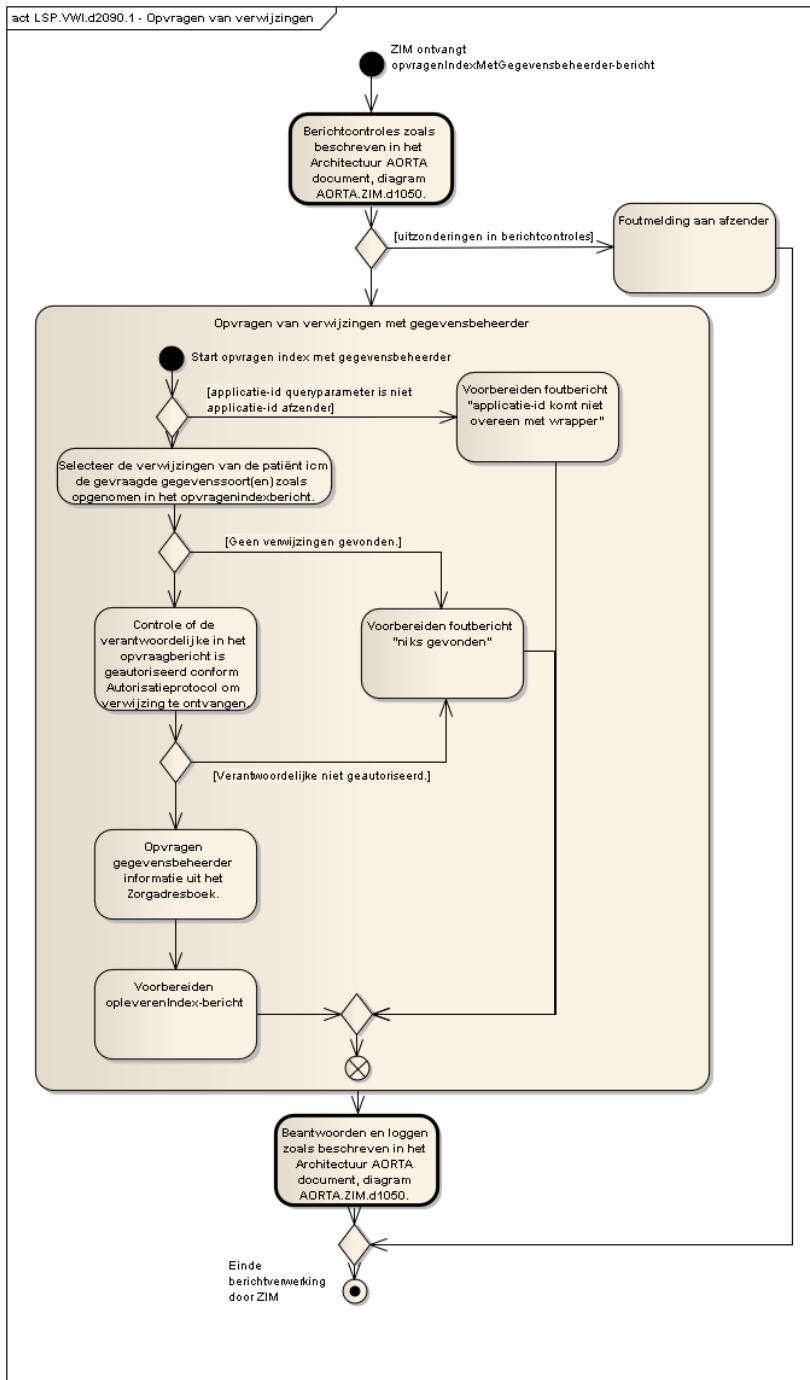 act LSP.VWI.d2090.1 - Opvragen van verwijzingen
ZIM ontvangt
opvragenIndexMetGegevensbeheerder-bericht
Berichtcontroles zoals
beschreven in het
Architectuur AORTA
document, diagram
AORTA.ZIM.d1050.
[uitzonderingen in berichtcontroles]
Foutmelding aan afzender
Opvragen van verwijzingen met gegevensbeheerder
Start opvragen index met gegevensbeheerder
[applicatie-id queryparameter is niet
applicatie-id afzender]
Voorbereiden foutbericht
"applicatie-id komt niet
overeen met wrapper"
Selecteer de verwijzingen van de patiënt icm
de gevraagde gegevenssoort(en) zoals
opgenomen in het opvragenindexbericht.
[Geen verwijzingen gevonden.]
Controle of de
verantwoordelijke in het
opvraagbericht is
geautoriseerd conform
Autorisatieprotocol om
verwijzing te ontvangen.
Voorbereiden foutbericht
"niks gevonden"
[Verantwoordelijke niet geautoriseerd.]
Opvragen
gegevensbeheerder
informatie uit het
Zorgadresboek.
Voorbereiden
opleverenIndex-bericht
Beantwoorden en loggen
zoals beschreven in het
Architectuur AORTA
document, diagram
AORTA.ZIM.d1050.
Einde
berichtverwerking
door ZIM